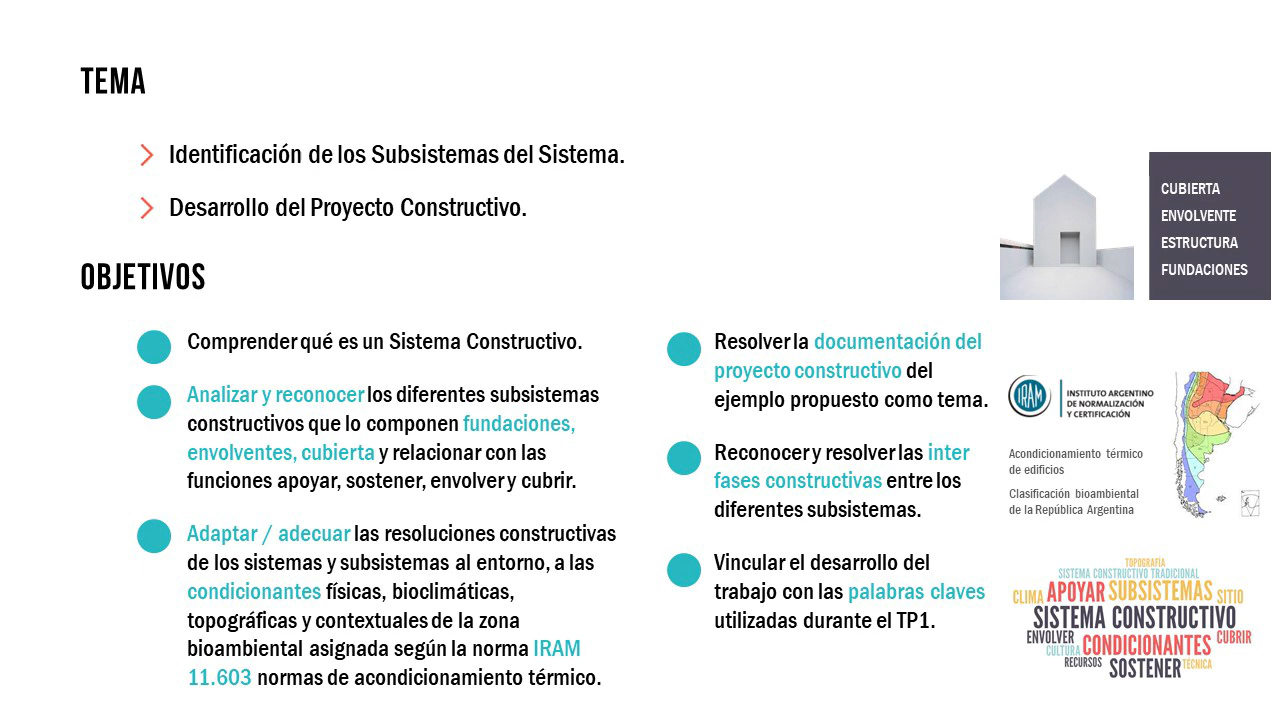 TEMA
Identificación de los Subsistemas del Sistema.
Desarrollo del Proyecto Constructivo.
OBJETIVOS
Comprender qué es un Sistema Constructivo.
Analizar y reconocer los diferentes subsistemas
constructivos que lo componen fundaciones,
envolventes, cubierta y relacionar con las
funciones apoyar, sostener, envolver y cubrir.
Adaptar / adecuar las resoluciones constructivas
de los sistemas y subsistemas al entorno, a las
condicionantes físicas, bioclimáticas,
topográficas y contextuales de la zona
bioambiental asignada según la norma IRAM
11.603 normas de acondicionamiento térmico.
Resolver la documentación del
proyecto constructivo del
ejemplo propuesto como tema.
Reconocer y resolver las inter
fases constructivas entre los
diferentes subsistemas.
Vincular el desarrollo del
trabajo con las palabras claves
utilizadas durante el TP1.
CUBIERTA
ENVOLVENTE
ESTRUCTURA
FUNDACIONES
IRAM
INSTITUTO ARGENTINO
DE NORMALIZACIÓN
Y CERTIFICACIÓN
Acondicionamiento térmico
de edificios
Clasificación bioambiental
de la República Argentina
TOPOGRAFÍA
SISTEMA CONSTRUCTIVO TRADICIONAL
CLIMA APOYAR SUBSISTEMAS SITIO
SISTEMA CONSTRUCTIVO
ENVOLVER CONDICIONANTES CUBRIR
CULTURA
RECURSOS SOSTENER TÉCNICA